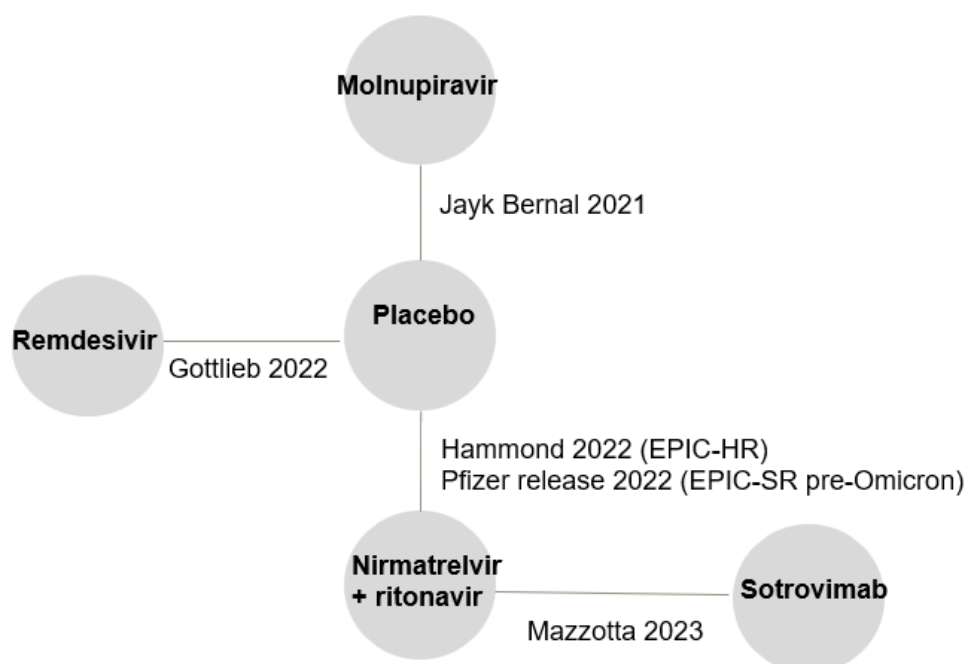 Molnupiravir
Jayk Bernal 2021
Placebo
Remdesivir
Gottlieb 2022
Hammond 2022 (EPIC-HR)
Pfizer release 2022 (EPIC-SR pre-Omicron)
Nirmatrelvir
+ ritonavir
Sotrovimab
Mazzotta 2023